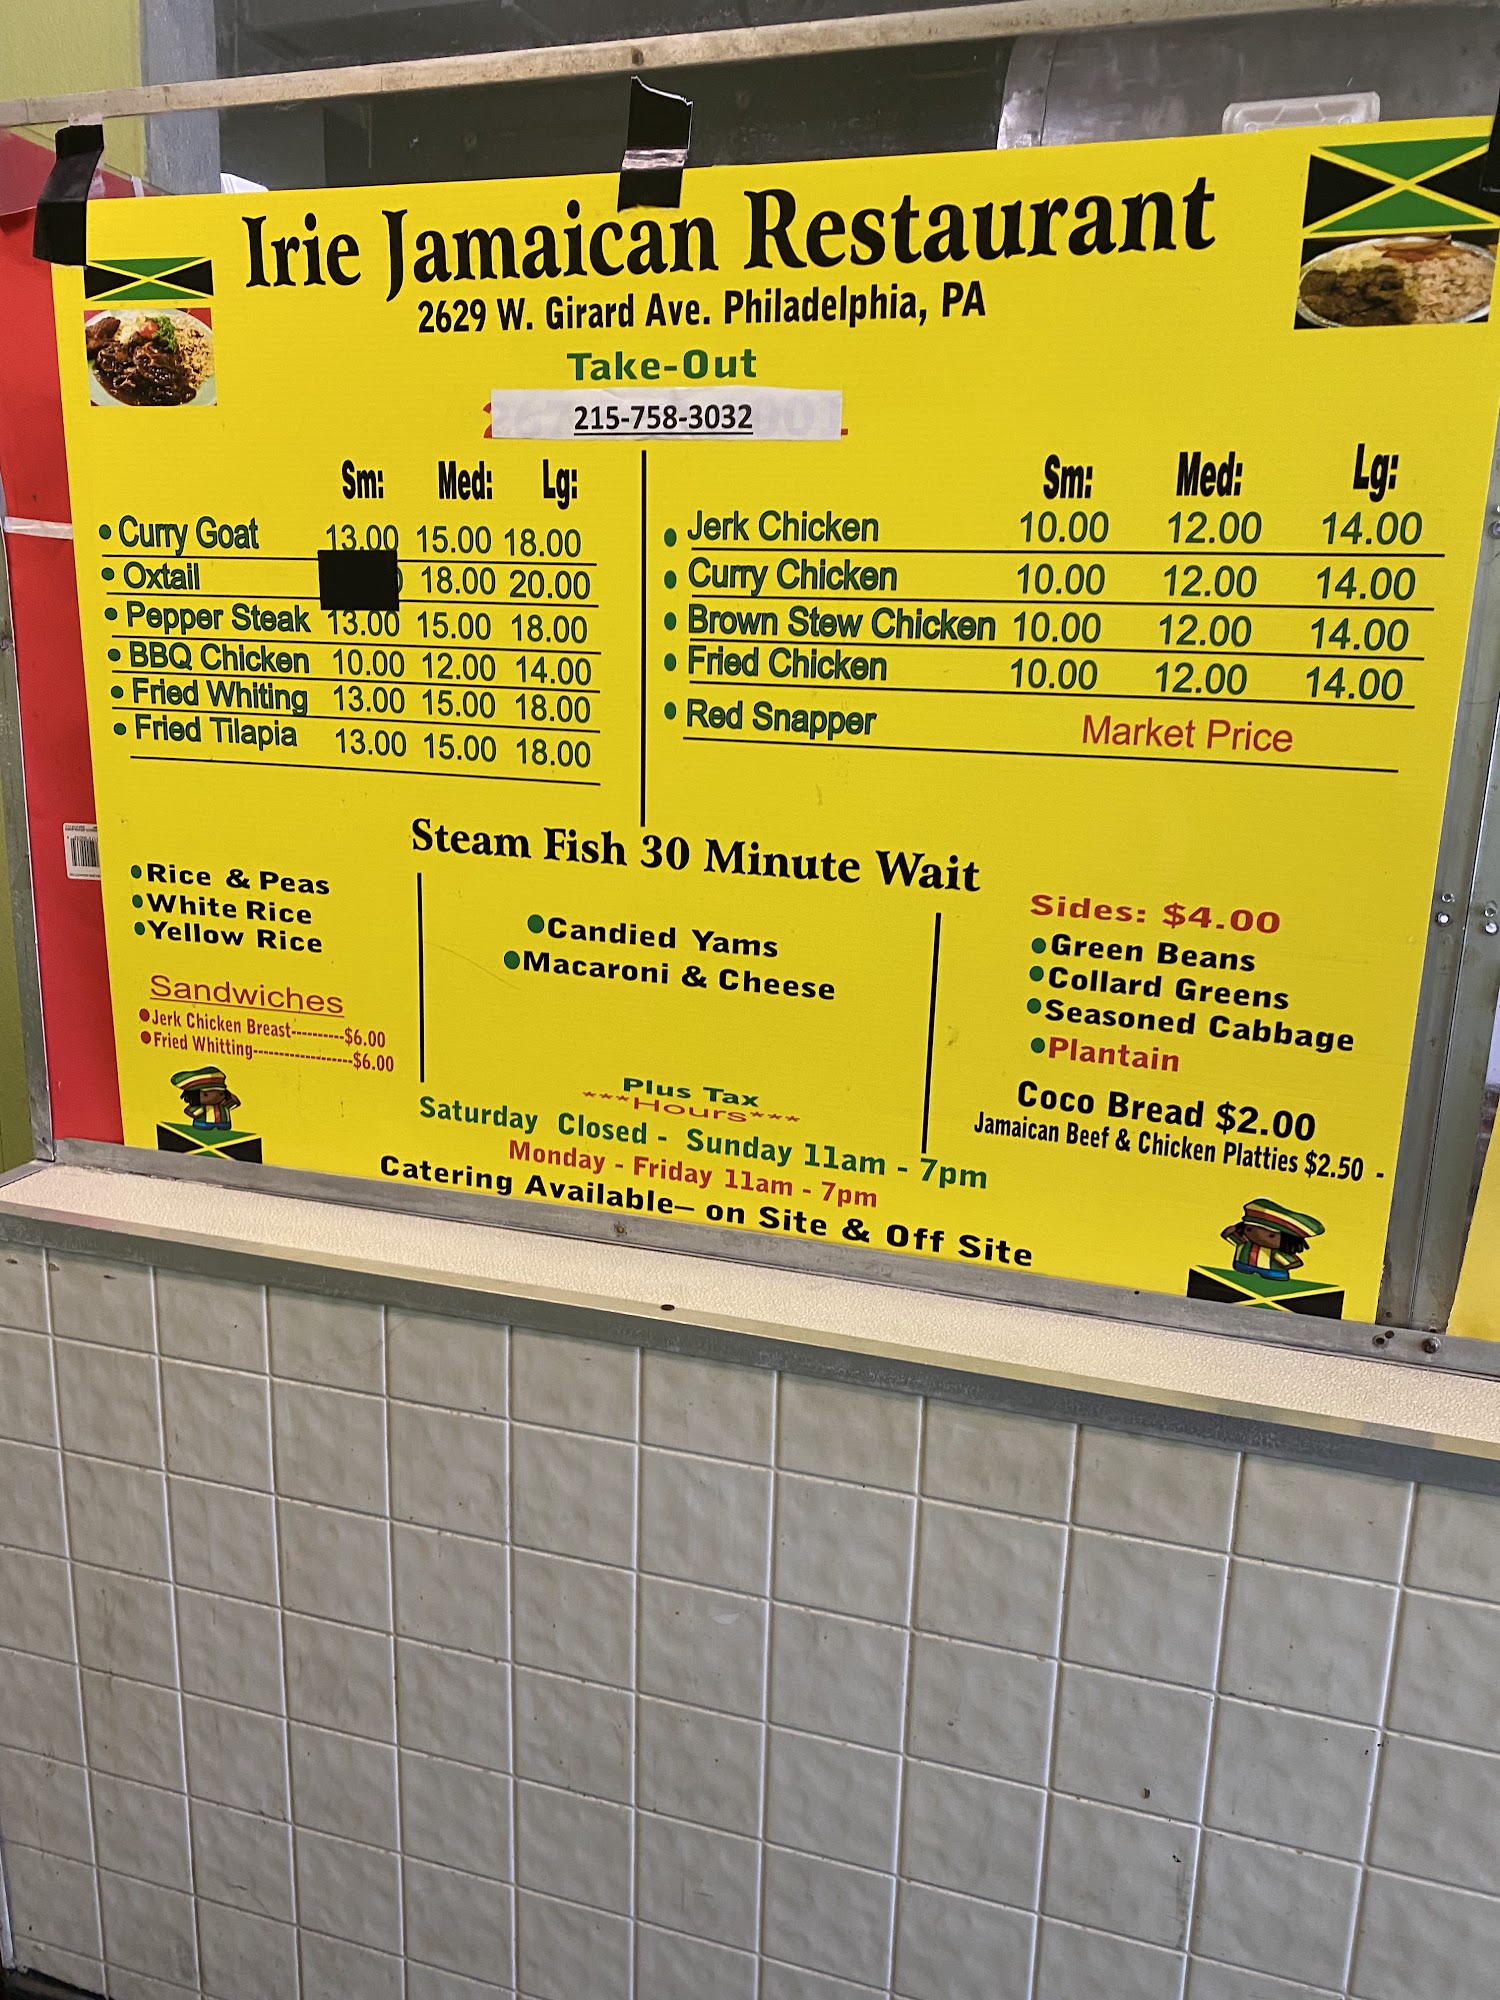 Irie Jamaican Restaurant
2629 W. Girard Ave. Philadelphia, PA
Take-Out
215-758-3032
Sm: Med: Lg:
• Curry Goat 13.00 15.00 18.00
• Oxtail 18.00 20.00
• Pepper Steak 13.00 15.00 18.00
• BBQ Chicken 10.00 12.00 14.00
• Fried Whiting 13.00 15.00 18.00
• Fried Tilapia 13.00 15.00 18.00
Sm: Med: Lg:
• Jerk Chicken 10.00 12.00 14.00
• Curry Chicken 10.00 12.00 14.00
• Brown Stew Chicken 10.00 12.00 14.00
• Fried Chicken 10.00 12.00 14.00
• Red Snapper Market Price
Steam Fish 30 Minute Wait
•Rice & Peas
•White Rice
•Yellow Rice
Sandwiches
•Jerk Chicken Breast----------$6.00
•Fried Whitting-------------------$6.00
•Candied Yams
•Macaroni & Cheese
Sides: $4.00
•Green Beans
•Collard Greens
•Seasoned Cabbage
•Plantain
Coco Bread $2.00
Jamaican Beef & Chicken Platties $2.50 -
Plus Tax
***Hours***
Saturday Closed - Sunday 11am - 7pm
Monday - Friday 11am - 7pm
Catering Available– on Site & Off Site